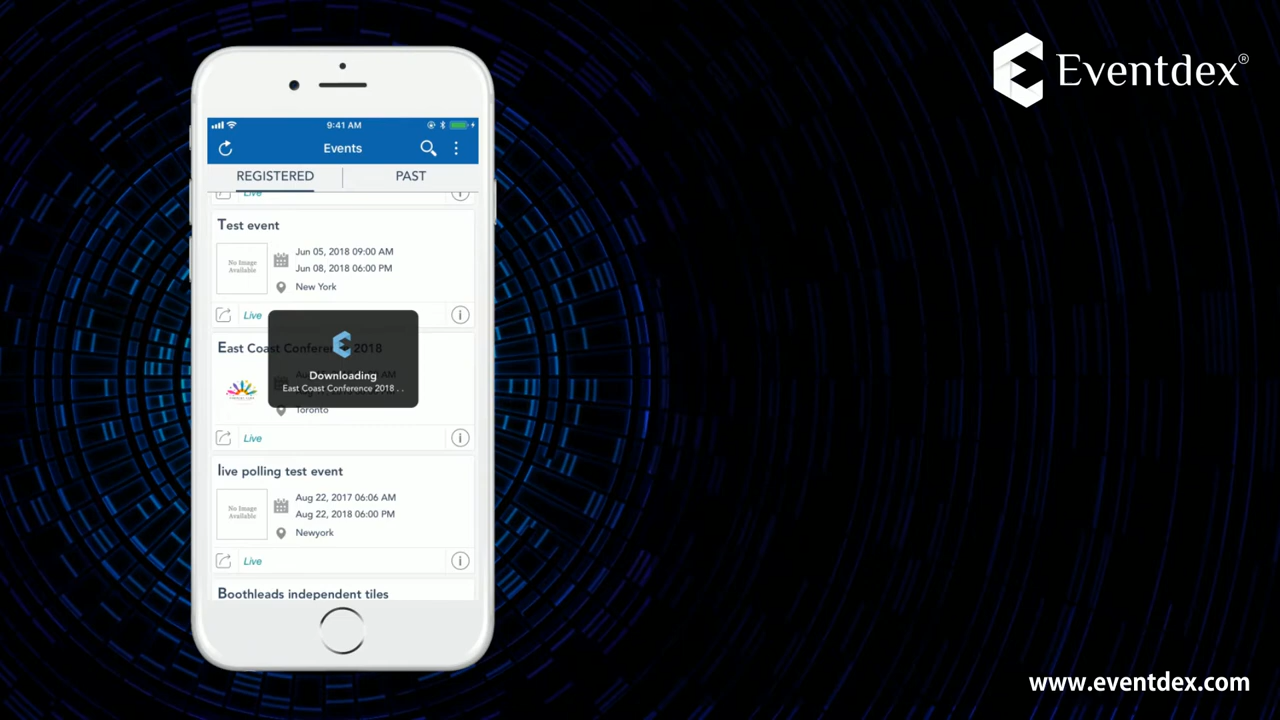 Eventdex®
9:41 AM
Events
REGISTERED
PAST
Live
Test event
No Image
Available
Jun 05, 2018 09:00 AM
Jun 08, 2018 06:00 PM
New York
Live
East Coast Conference 2018
Downloading
East Coast Conference 2018 . .
Toronto
Live
live polling test event
No Image
Available
Aug 22, 2017 06:06 AM
Aug 22, 2018 06:00 PM
Newyork
Live
Boothleads independent tiles
www.eventdex.com